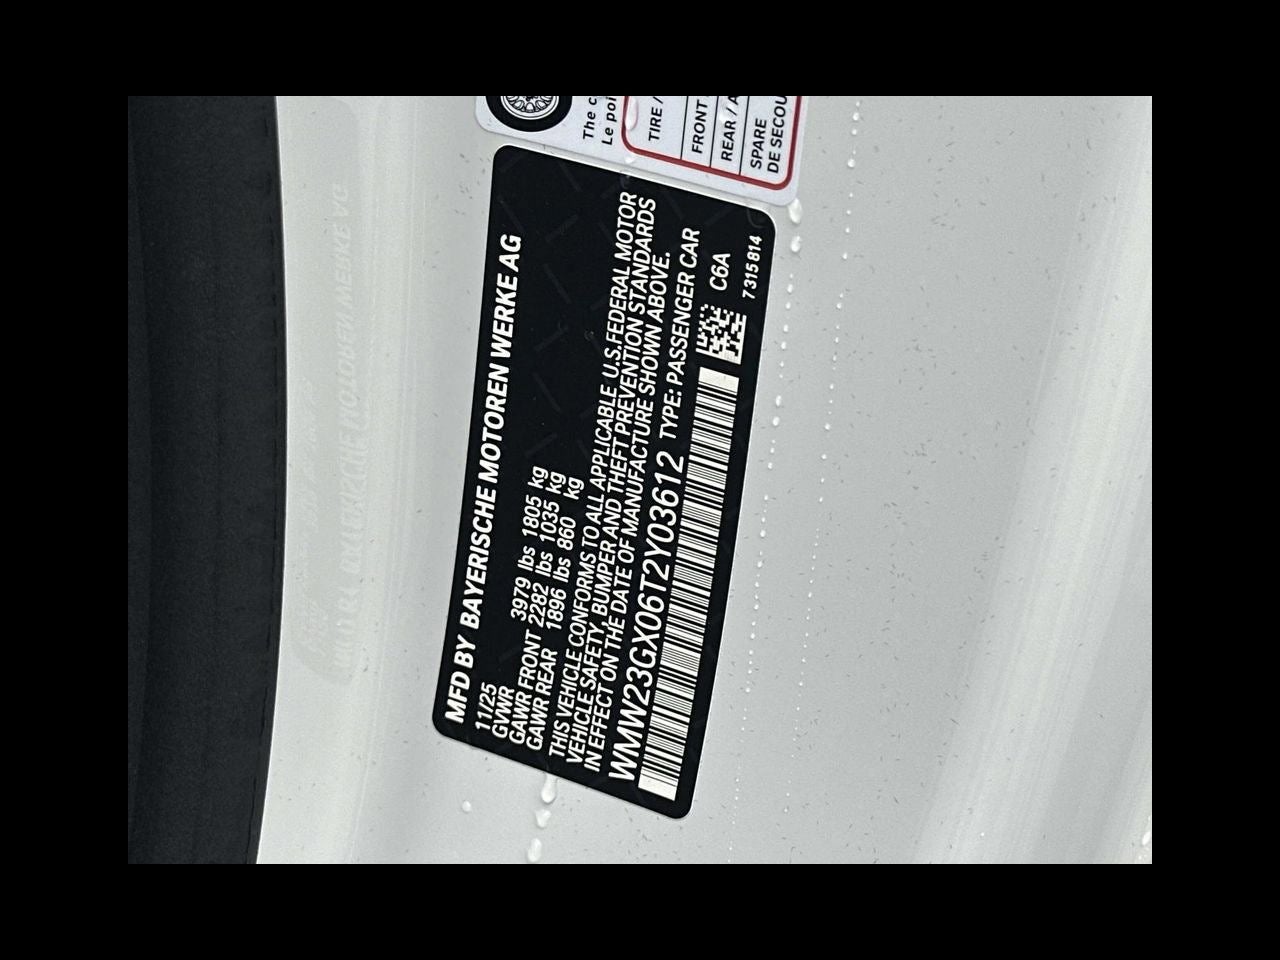 The c
Le poi
TIRE /
FRONT
REAR / A
SPARE
DE SECOU
MFD BY BAYERISCHE MOTOREN WERKE AG
11/25
GVWR 3979 lbs 1805 kg
GAWR FRONT 2282 lbs 1035 kg
GAWR REAR 1896 lbs 860 kg
THIS VEHICLE CONFORMS TO ALL APPLICABLE U.S. FEDERAL MOTOR
VEHICLE SAFETY, BUMPER AND THEFT PREVENTION STANDARDS
IN EFFECT ON THE DATE OF MANUFACTURE SHOWN ABOVE.
WMW23GX06T2Y03612 TYPE: PASSENGER CAR
C6A
7315814